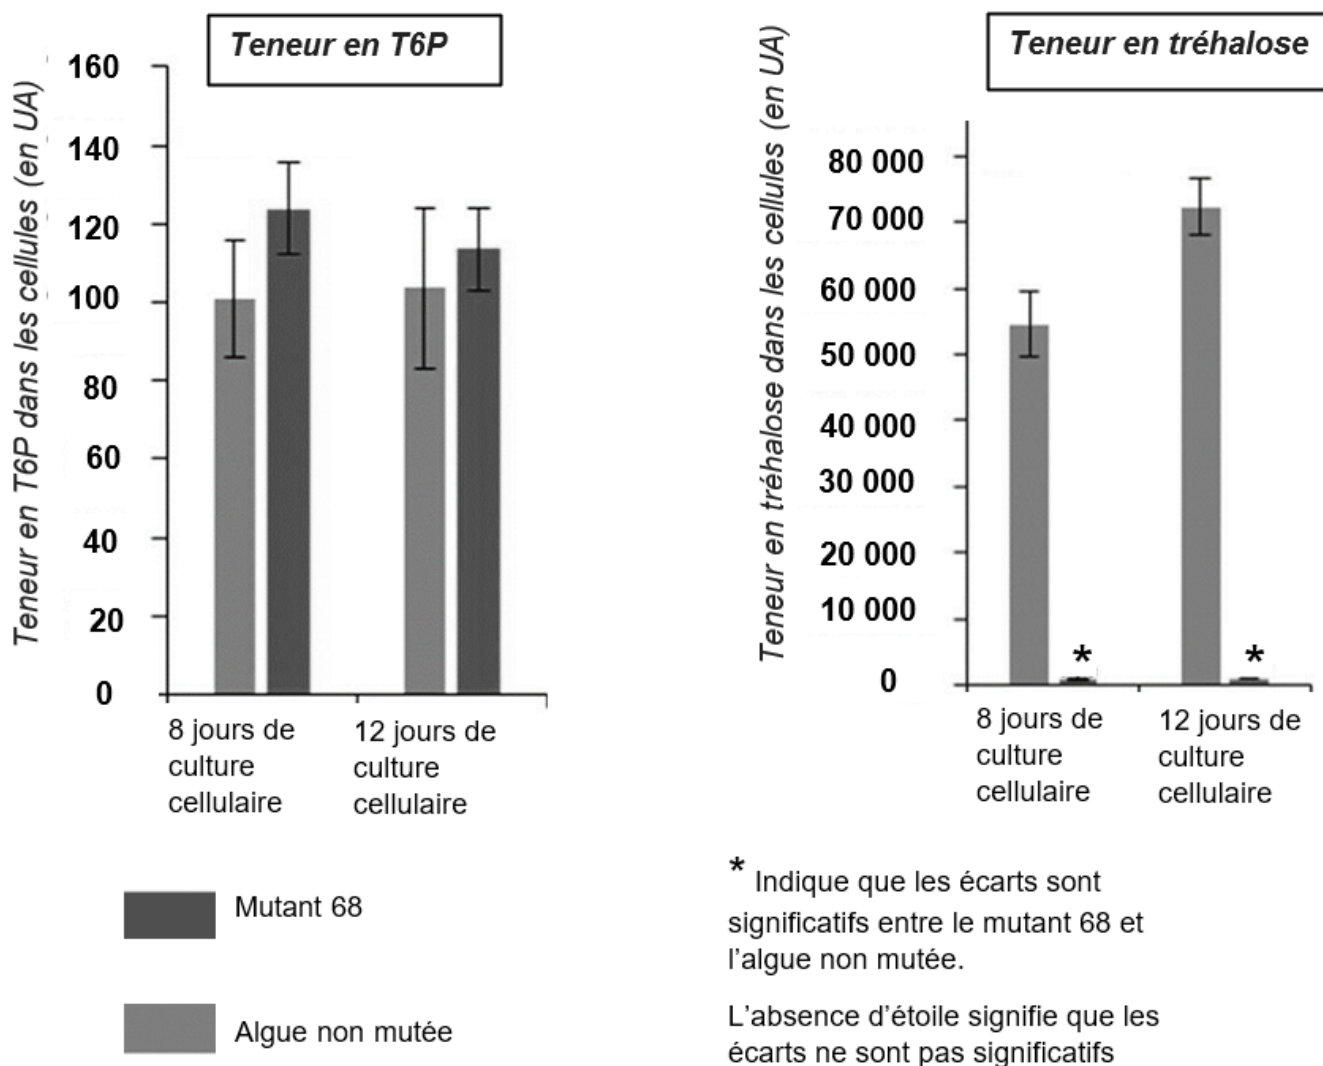 Teneur en T6P
Teneur en T6P dans les cellules (en UA)
160
140
120
100
80
60
40
20
0
8 jours de
culture
cellulaire
12 jours de
culture
cellulaire
Teneur en tréhalose
Teneur en tréhalose dans les cellules (en UA)
80 000
70 000
60 000
50 000
40 000
30 000
20 000
10 000
0
*
*
8 jours de
culture
cellulaire
12 jours de
culture
cellulaire
Mutant 68
Algue non mutée
* Indique que les écarts sont
significatifs entre le mutant 68 et
l'algue non mutée.
L'absence d'étoile signifie que les
écarts ne sont pas significatifs